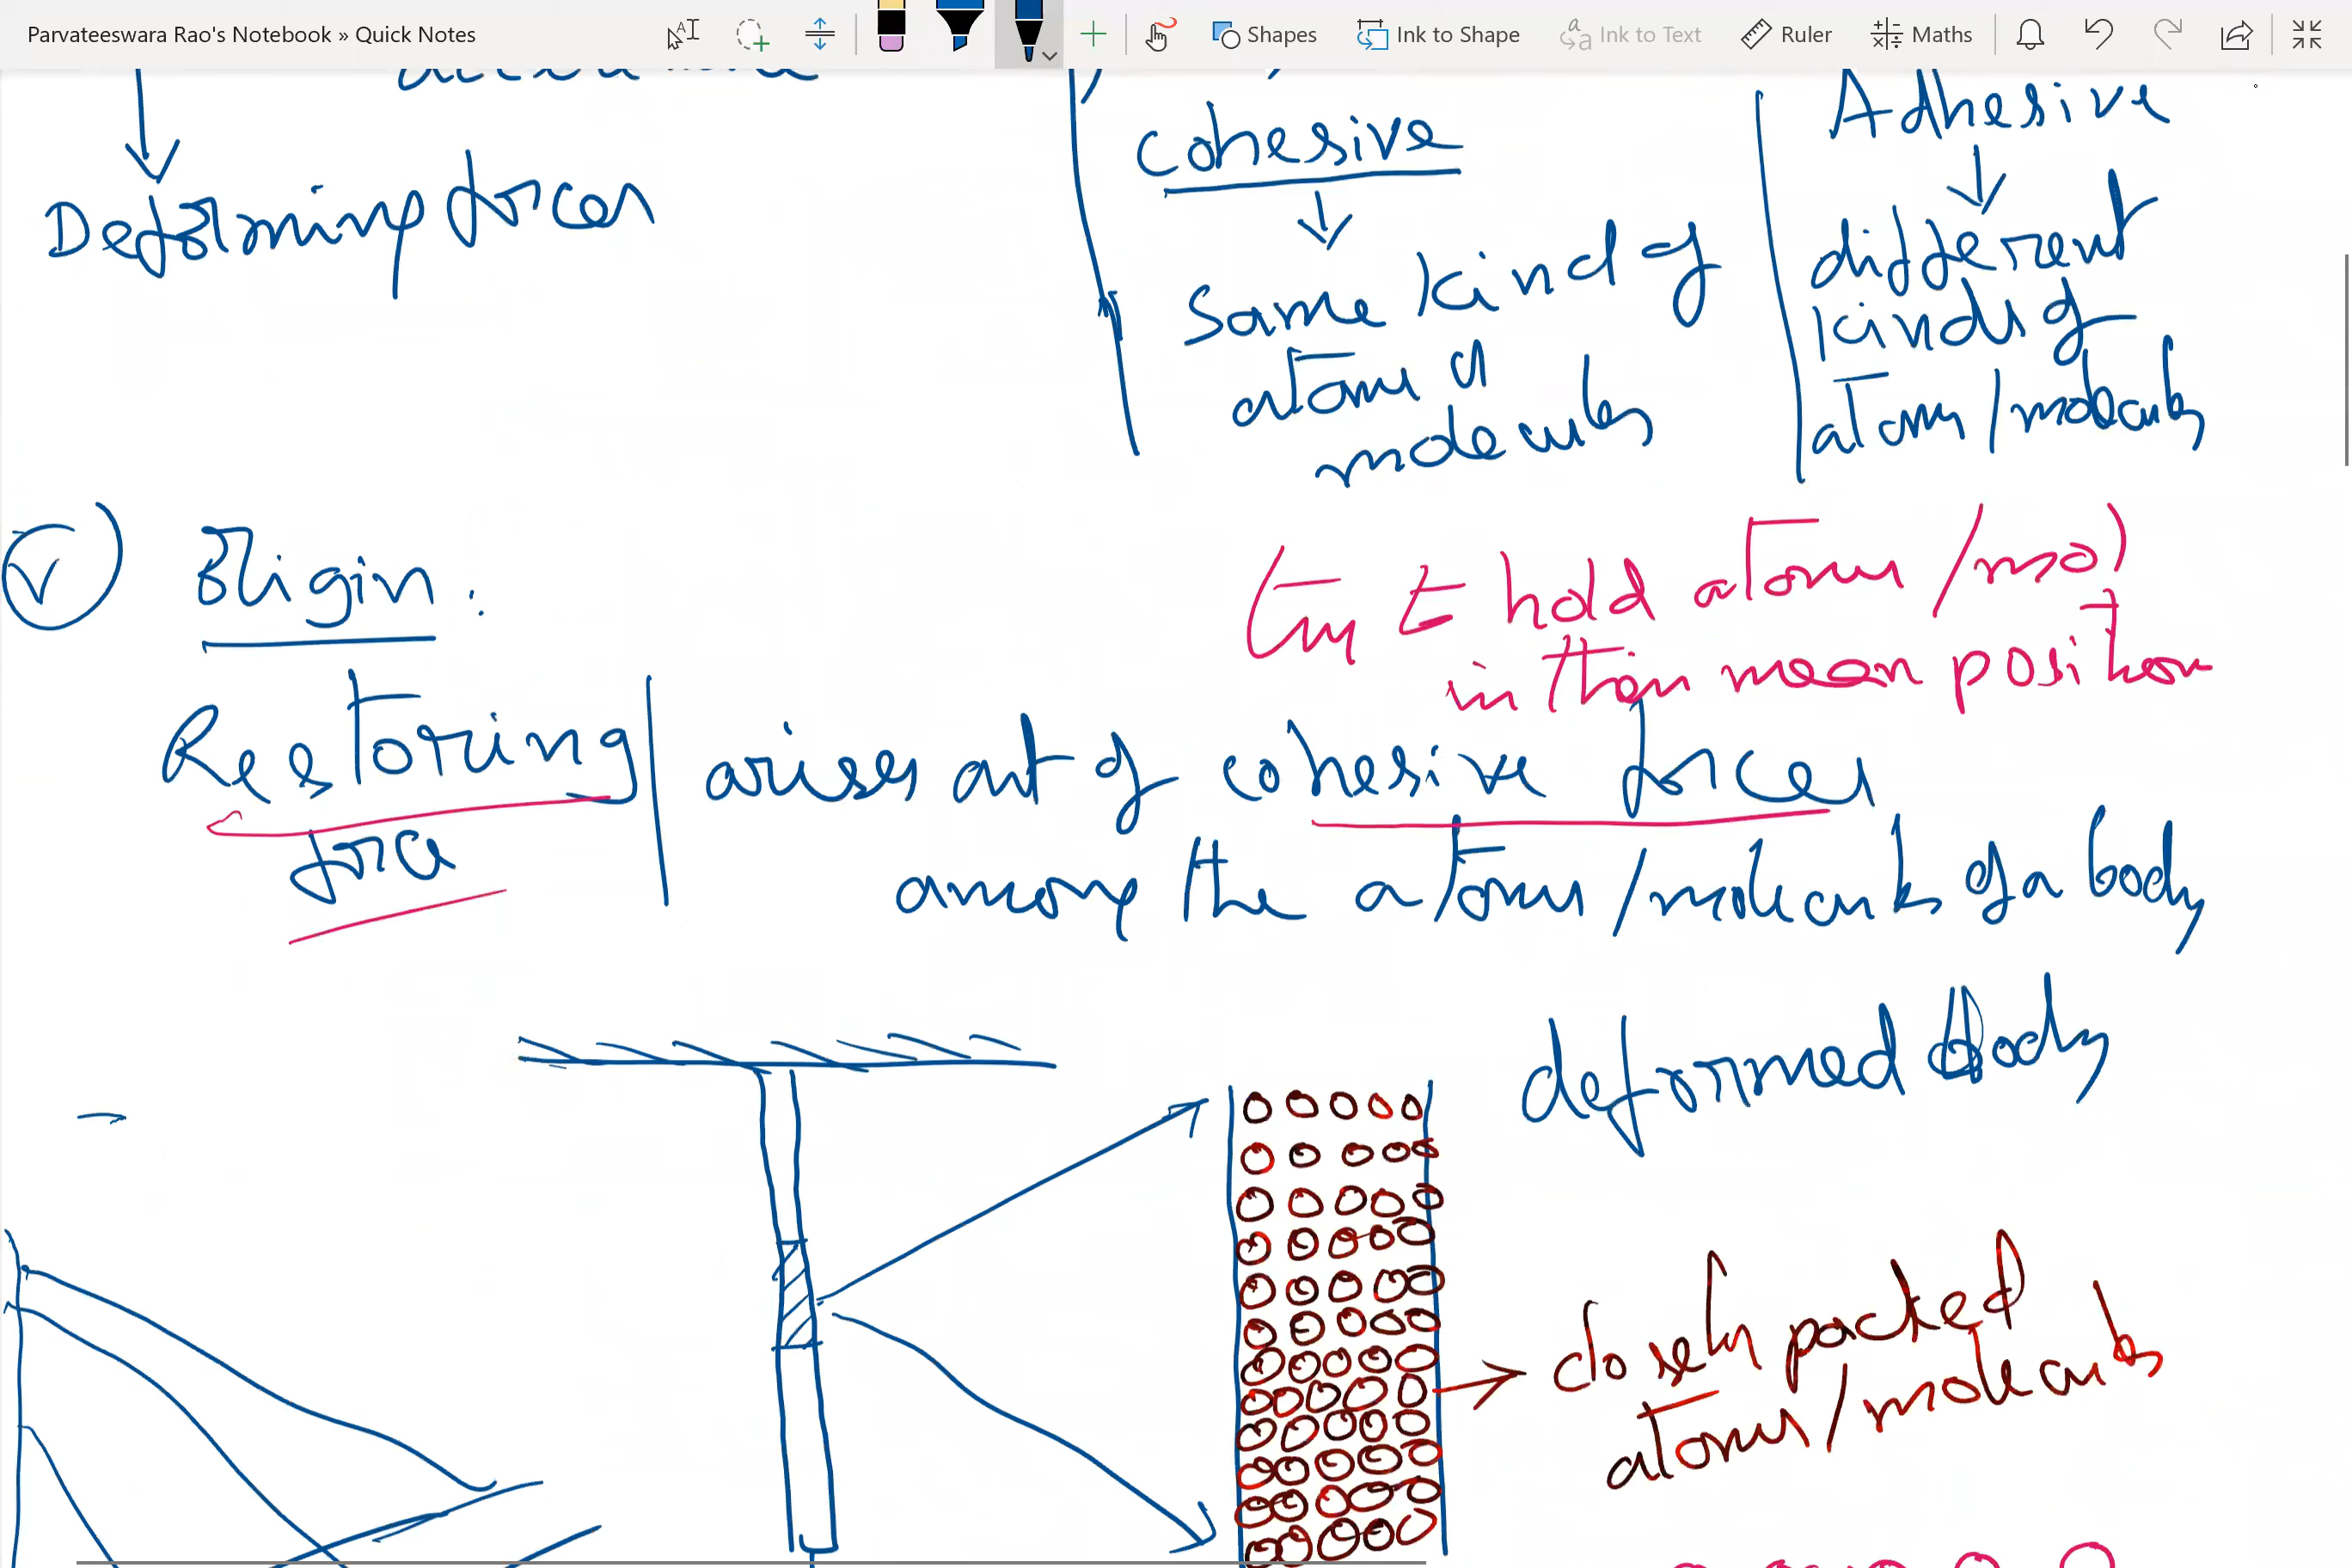 Parvateeswara Rao's Notebook » Quick Notes
Shapes
Ink to Shape
Ink to Text
Ruler
Maths
Deforming forces
cohesive
Same kind of
atoms or
molecules
Adhesive
different
kinds of
atoms/molecules
V
Origin:
Try to hold atoms/mol
in their mean position
Restoring
force
arises out of cohesive forces
among the atoms/molecules of a body
deformed body
closely packed
atoms/molecules